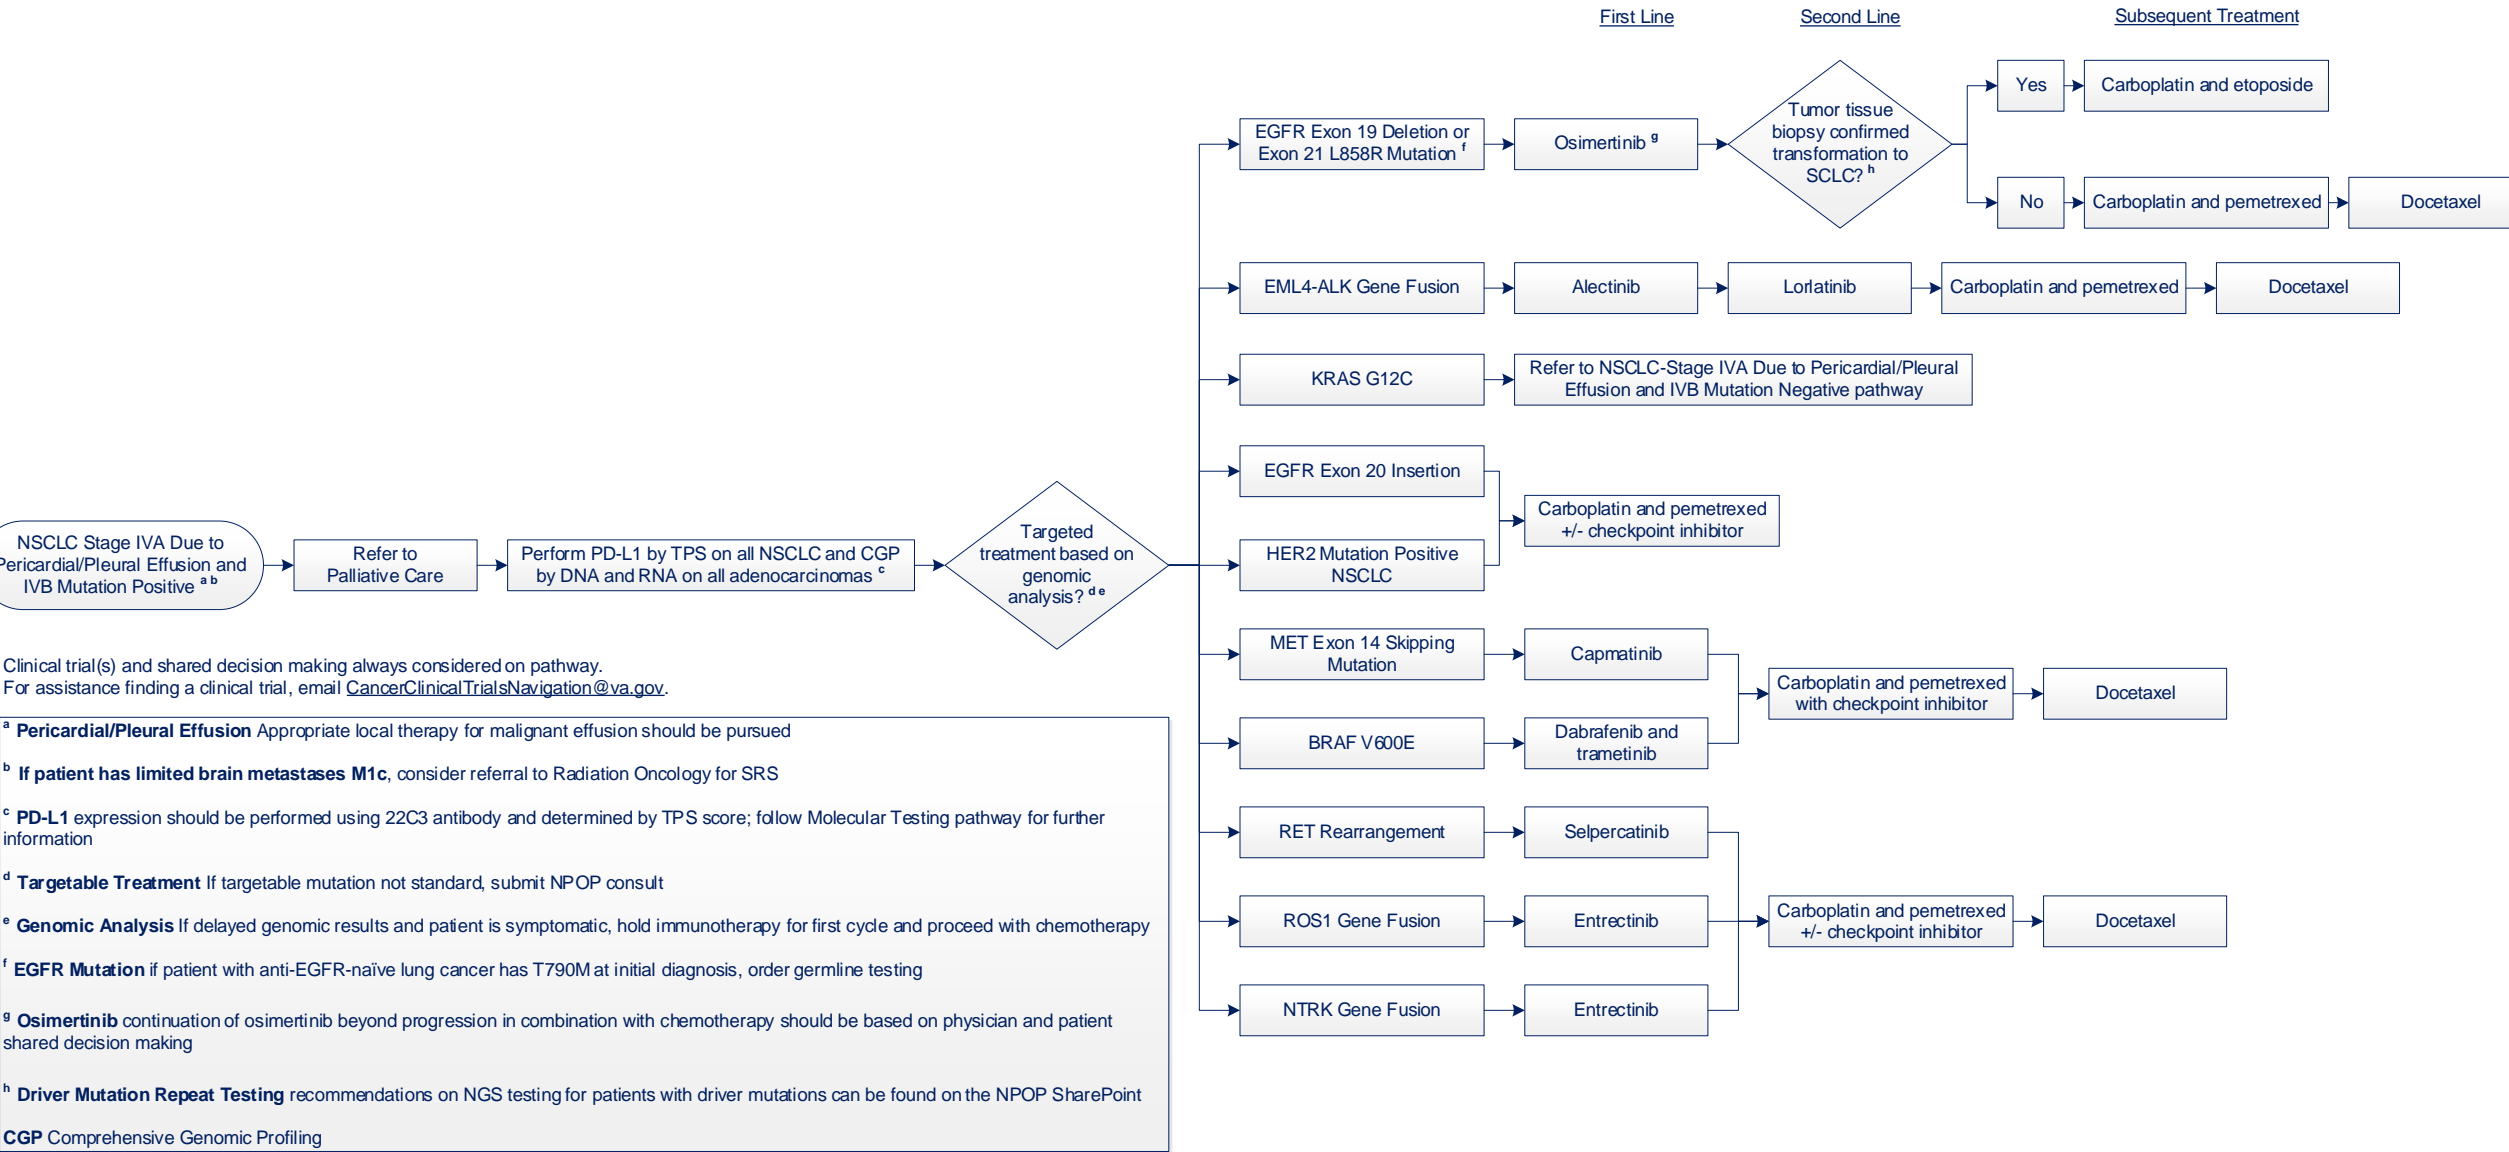 First Line
Second Line
Subsequent Treatment
EGFR Exon 19 Deletion or
Exon 21 L858R Mutation f
Osimertinib g
Tumor tissue
biopsy confirmed
transformation to
SCLC? h
Yes
Carboplatin and etoposide
No
Carboplatin and pemetrexed
Docetaxel
EML4-ALK Gene Fusion
Alectinib
Lorlatinib
Carboplatin and pemetrexed
Docetaxel
KRAS G12C
Refer to NSCLC-Stage IVA Due to Pericardial/Pleural
Effusion and IVB Mutation Negative pathway
EGFR Exon 20 Insertion
HER2 Mutation Positive
NSCLC
Carboplatin and pemetrexed
+/- checkpoint inhibitor
NSCLC Stage IVA Due to
Pericardial/Pleural Effusion and
IVB Mutation Positive a b
Refer to
Palliative Care
Perform PD-L1 by TPS on all NSCLC and CGP
by DNA and RNA on all adenocarcinomas c
Targeted
treatment based on
genomic
analysis? d e
MET Exon 14 Skipping
Mutation
Capmatinib
BRAF V600E
Dabrafenib and
trametinib
Carboplatin and pemetrexed
with checkpoint inhibitor
Docetaxel
RET Rearrangement
Selpercatinib
ROS1 Gene Fusion
Entrectinib
NTRK Gene Fusion
Entrectinib
Carboplatin and pemetrexed
+/- checkpoint inhibitor
Docetaxel
Clinical trial(s) and shared decision making always considered on pathway.
For assistance finding a clinical trial, email CancerClinicalTrialsNavigation@va.gov.
a Pericardial/Pleural Effusion Appropriate local therapy for malignant effusion should be pursued
b If patient has limited brain metastases M1c, consider referral to Radiation Oncology for SRS
c PD-L1 expression should be performed using 22C3 antibody and determined by TPS score; follow Molecular Testing pathway for further
information
d Targetable Treatment If targetable mutation not standard, submit NPOP consult
e Genomic Analysis If delayed genomic results and patient is symptomatic, hold immunotherapy for first cycle and proceed with chemotherapy
f EGFR Mutation if patient with anti-EGFR-naïve lung cancer has T790M at initial diagnosis, order germline testing
g Osimertinib continuation of osimertinib beyond progression in combination with chemotherapy should be based on physician and patient
shared decision making
h Driver Mutation Repeat Testing recommendations on NGS testing for patients with driver mutations can be found on the NPOP SharePoint
CGP Comprehensive Genomic Profiling